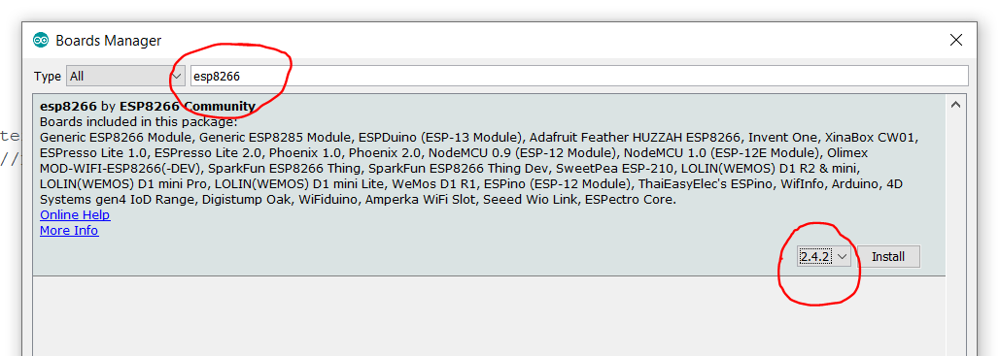 Boards Manager
Type All esp8266
esp8266 by ESP8266 Community
Boards included in this package:
Generic ESP8266 Module, Generic ESP8285 Module, ESPDuino (ESP-13 Module), Adafruit Feather HUZZAH ESP8266, Invent One, XinaBox CW01,
ESPresso Lite 1.0, ESPresso Lite 2.0, Phoenix 1.0, Phoenix 2.0, NodeMCU 0.9 (ESP-12 Module), NodeMCU 1.0 (ESP-12E Module), Olimex
MOD-WIFI-ESP8266(-DEV), SparkFun ESP8266 Thing, SparkFun ESP8266 Thing Dev, SweetPea ESP-210, LOLIN(WEMOS) D1 R2 & mini,
LOLIN(WEMOS) D1 mini Pro, LOLIN(WEMOS) D1 mini Lite, WeMos D1 R1, ESPino (ESP-12 Module), ThaiEasyElec's ESPino, WifInfo, Arduino, 4D
Systems gen4 IoD Range, Digistump Oak, WiFiduino, Amperka WiFi Slot, Seeed Wio Link, ESPectro Core.
Online Help
More Info
2.4.2 Install